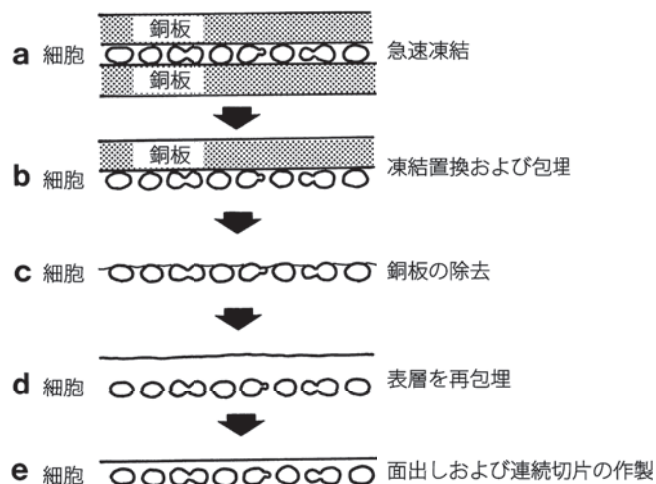 銅板
a 細胞 急速凍結
銅板
銅板
b 細胞 凍結置換および包埋
c 細胞 銅板の除去
d 細胞 表層を再包埋
e 細胞 面出しおよび連続切片の作製